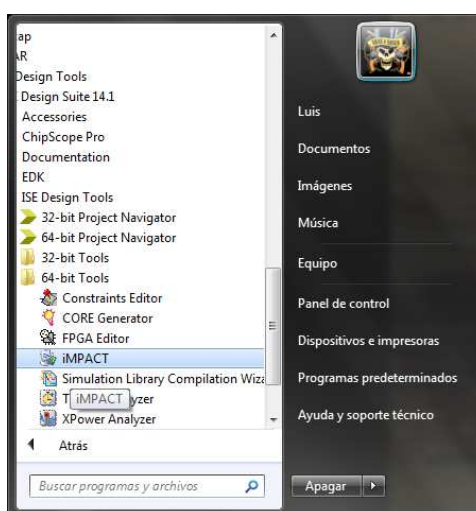 ap
AR
Design Tools
Design Suite 14.1
Accessories
ChipScope Pro
Documentation
EDK
ISE Design Tools
32-bit Project Navigator
64-bit Project Navigator
32-bit Tools
64-bit Tools
Constraints Editor
CORE Generator
FPGA Editor
iMPACT
Simulation Library Compilation Wiza
T iMPACT yzer
XPower Analyzer
Atrás
Buscar programas y archivos
Luis
Documentos
Imágenes
Música
Equipo
Panel de control
Dispositivos e impresoras
Programas predeterminados
Ayuda y soporte técnico
Apagar